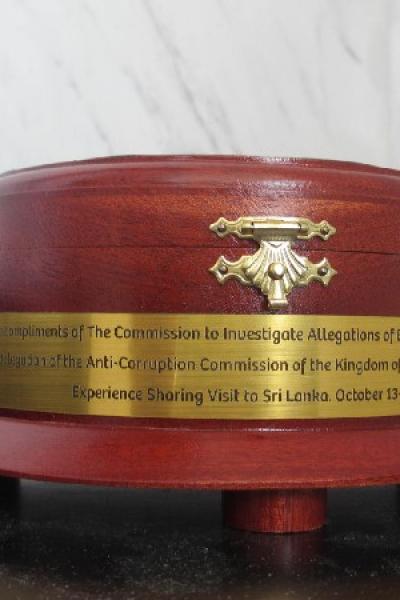 compliments of The Commission to Investigate Allegations of
delegation of the Anti-Corruption Commission of the Kingdom of
Experience Sharing Visit to Sri Lanka. October 13